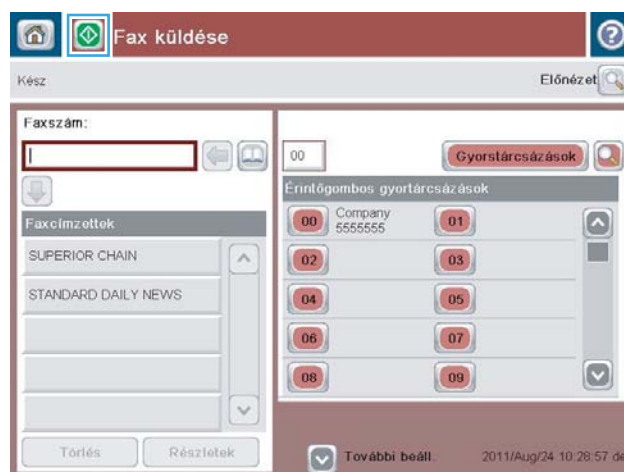 Fax küldése
Kész
Előnézet
Faxszám:
00
Gyorstárcsázások
Érintőgombos gyortárcsázások
Faxcímzettek
00 Company 5555555 01
SUPERIOR CHAIN
02 03
STANDARD DAILY NEWS
04 05
06 07
08 09
Törlés Részletek
További beáll.
2011/Aug/24 10:28:57 de